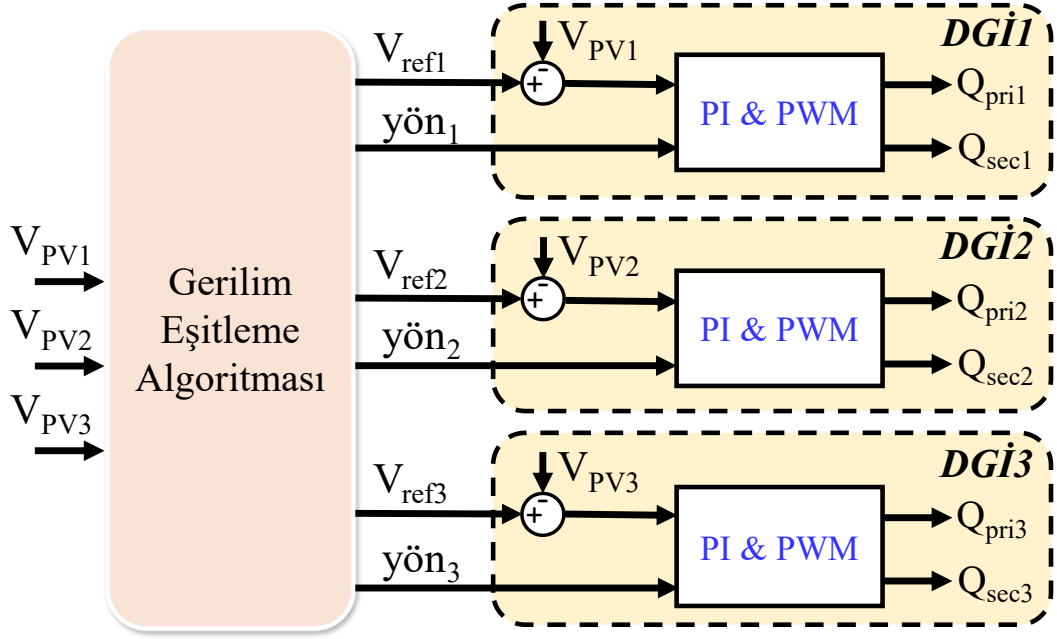 V_PV1
V_PV2
V_PV3
Gerilim
Eşitleme
Algoritması
V_ref1
yön_1
V_ref2
yön_2
V_ref3
yön_3
DGİ1
V_PV1
+ -
PI & PWM
Q_pri1
Q_sec1
DGİ2
V_PV2
+ -
PI & PWM
Q_pri2
Q_sec2
DGİ3
V_PV3
+ -
PI & PWM
Q_pri3
Q_sec3